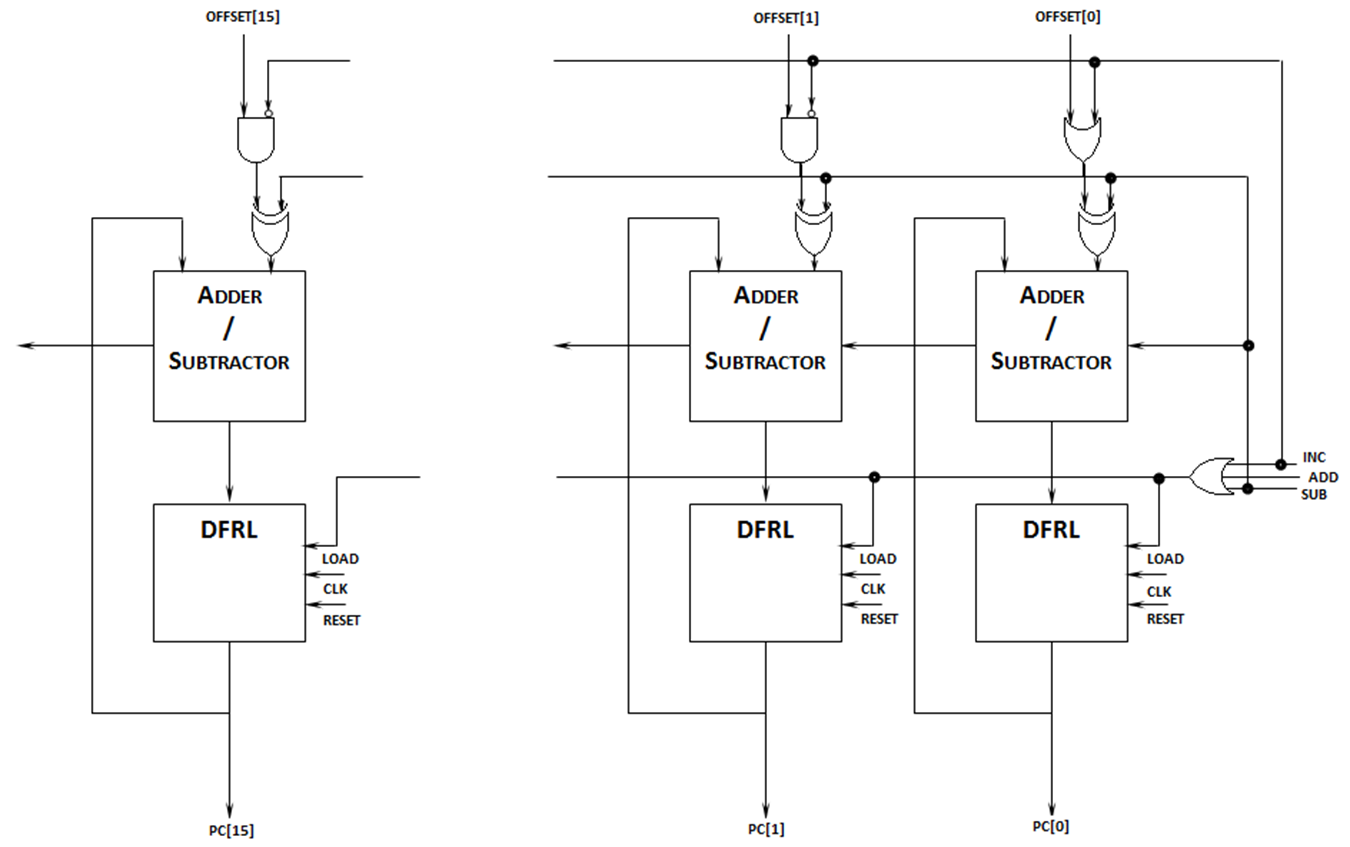 OFFSET[15]
OFFSET[1]
OFFSET[0]
ADDER
/
SUBTRACTOR
ADDER
/
SUBTRACTOR
ADDER
/
SUBTRACTOR
INC
ADD
SUB
DFRL
LOAD
CLK
RESET
DFRL
LOAD
CLK
RESET
DFRL
LOAD
CLK
RESET
PC[15]
PC[1]
PC[0]